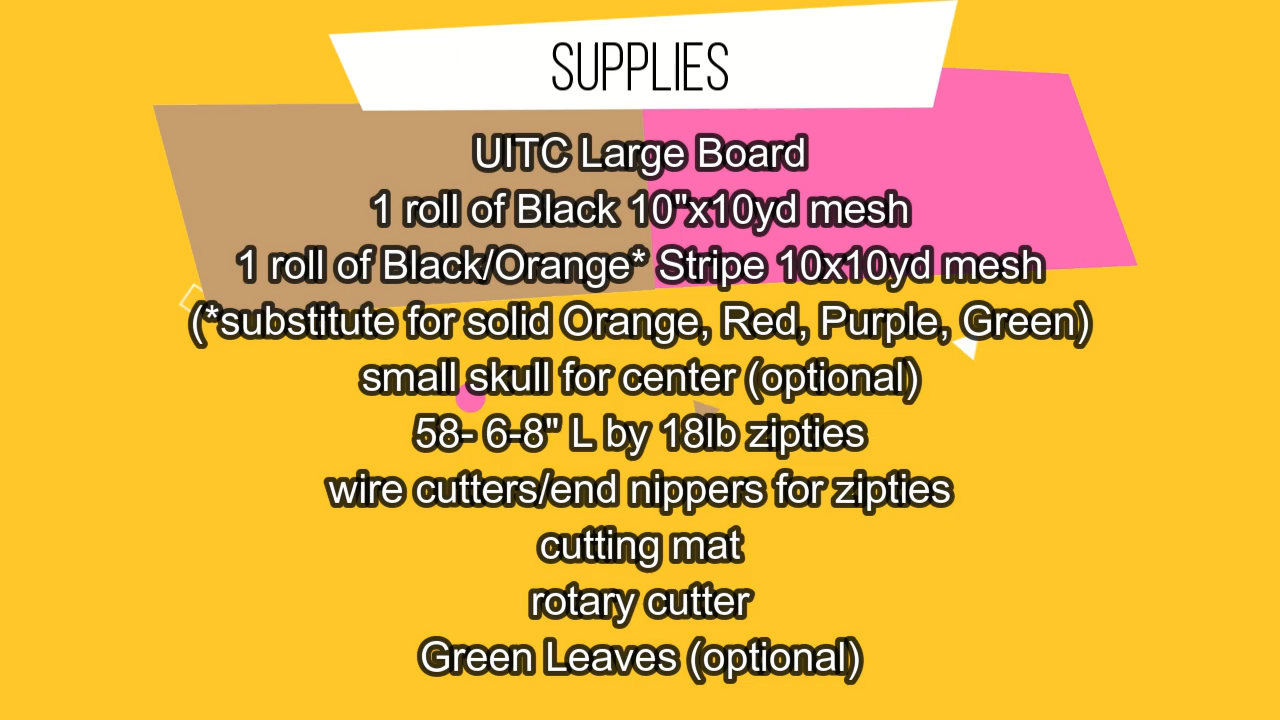 SUPPLIES
UITC Large Board
1 roll of Black 10"x10yd mesh
1 roll of Black/Orange* Stripe 10x10yd mesh
(*substitute for solid Orange, Red, Purple, Green)
small skull for center (optional)
58- 6-8" L by 18lb zipties
wire cutters/end nippers for zipties
cutting mat
rotary cutter
Green Leaves (optional)